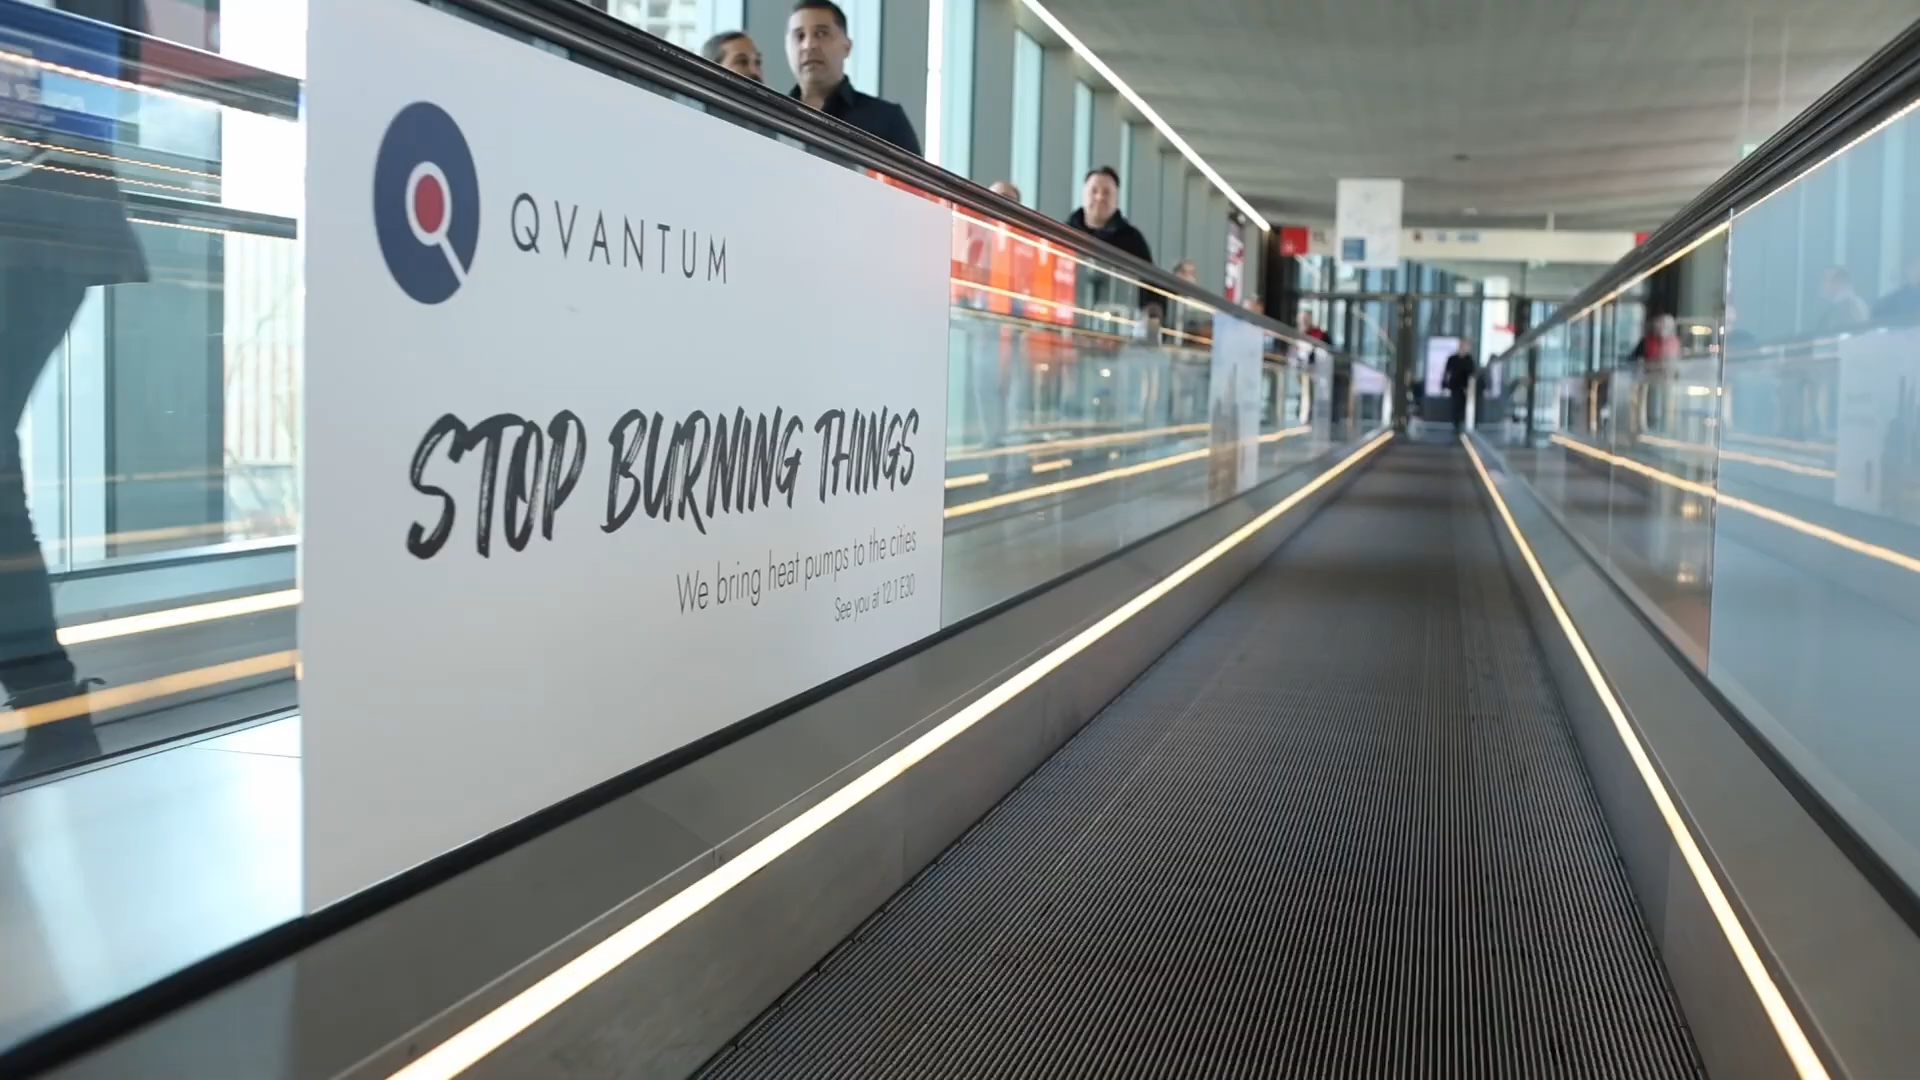 QVANTUM
STOP BURNING THINGS
We bring heat pumps to the cities
See you at 12.1 E30